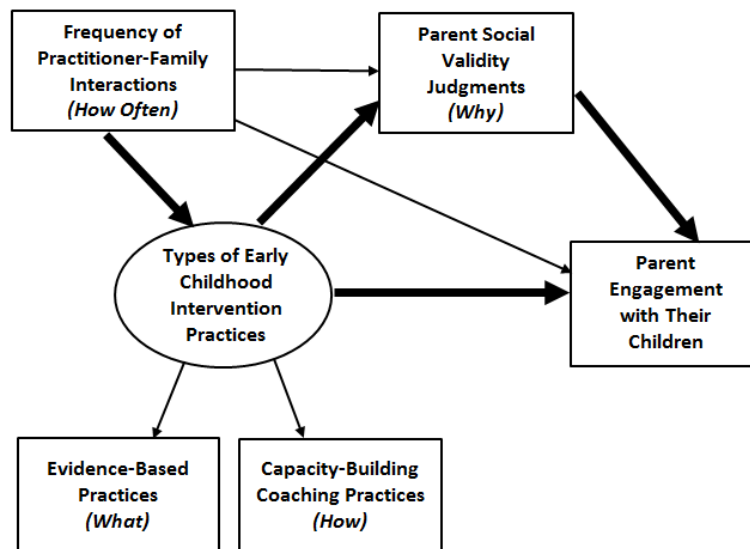 Frequency of
Practitioner-Family
Interactions
(How Often)
Parent Social
Validity
Judgments
(Why)
Types of Early
Childhood
Intervention
Practices
Parent
Engagement
with Their
Children
Evidence-Based
Practices
(What)
Capacity-Building
Coaching Practices
(How)